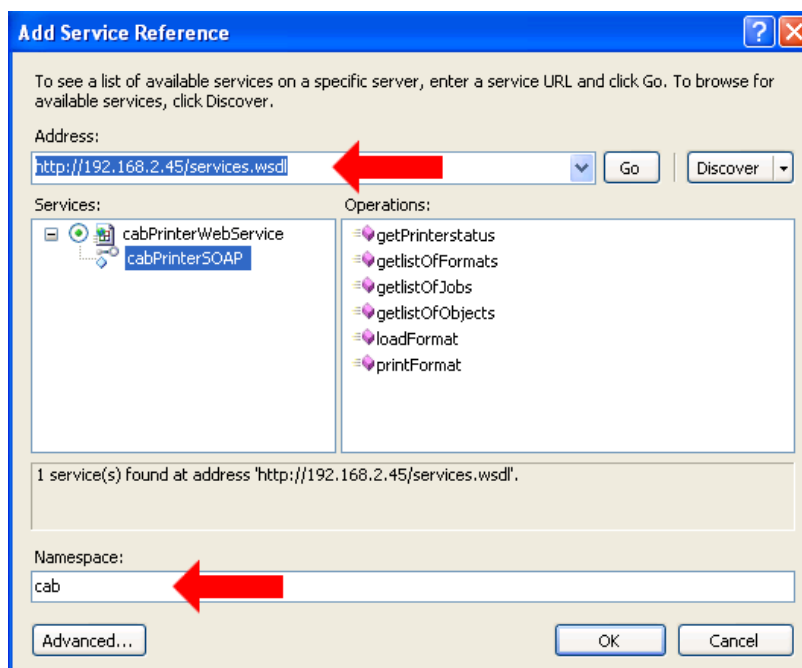 Add Service Reference
To see a list of available services on a specific server, enter a service URL and click Go. To browse for
available services, click Discover.
Address:
http://192.168.2.45/services.wsdl
Go
Discover
Services:
Operations:
cabPrinterWebService
cabPrinterSOAP
getPrinterstatus
getlistOfFormats
getlistOfJobs
getlistOfObjects
loadFormat
printFormat
1 service(s) found at address 'http://192.168.2.45/services.wsdl'.
Namespace:
cab
Advanced...
OK
Cancel